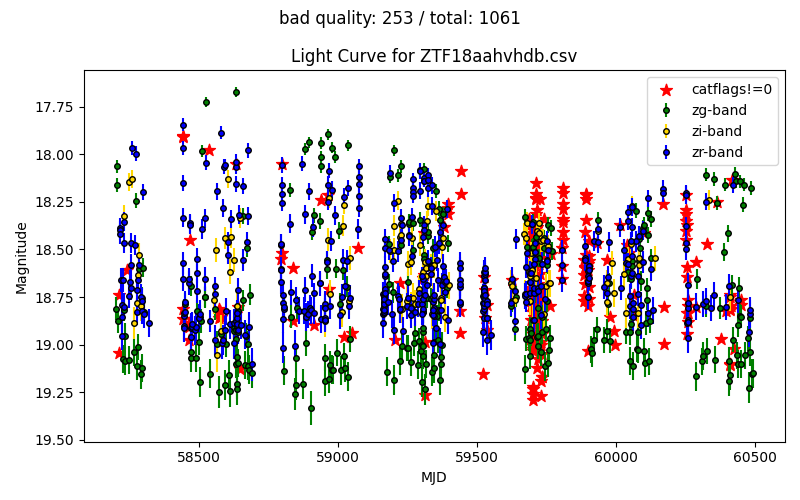 bad quality: 253 / total: 1061
Light Curve for ZTF18aahvhdb.csv
catflags!=0
zg-band
zi-band
zr-band
17.75
18.00
18.25
18.50
18.75
19.00
19.25
19.50
Magnitude
58500 59000 59500 60000 60500
MJD